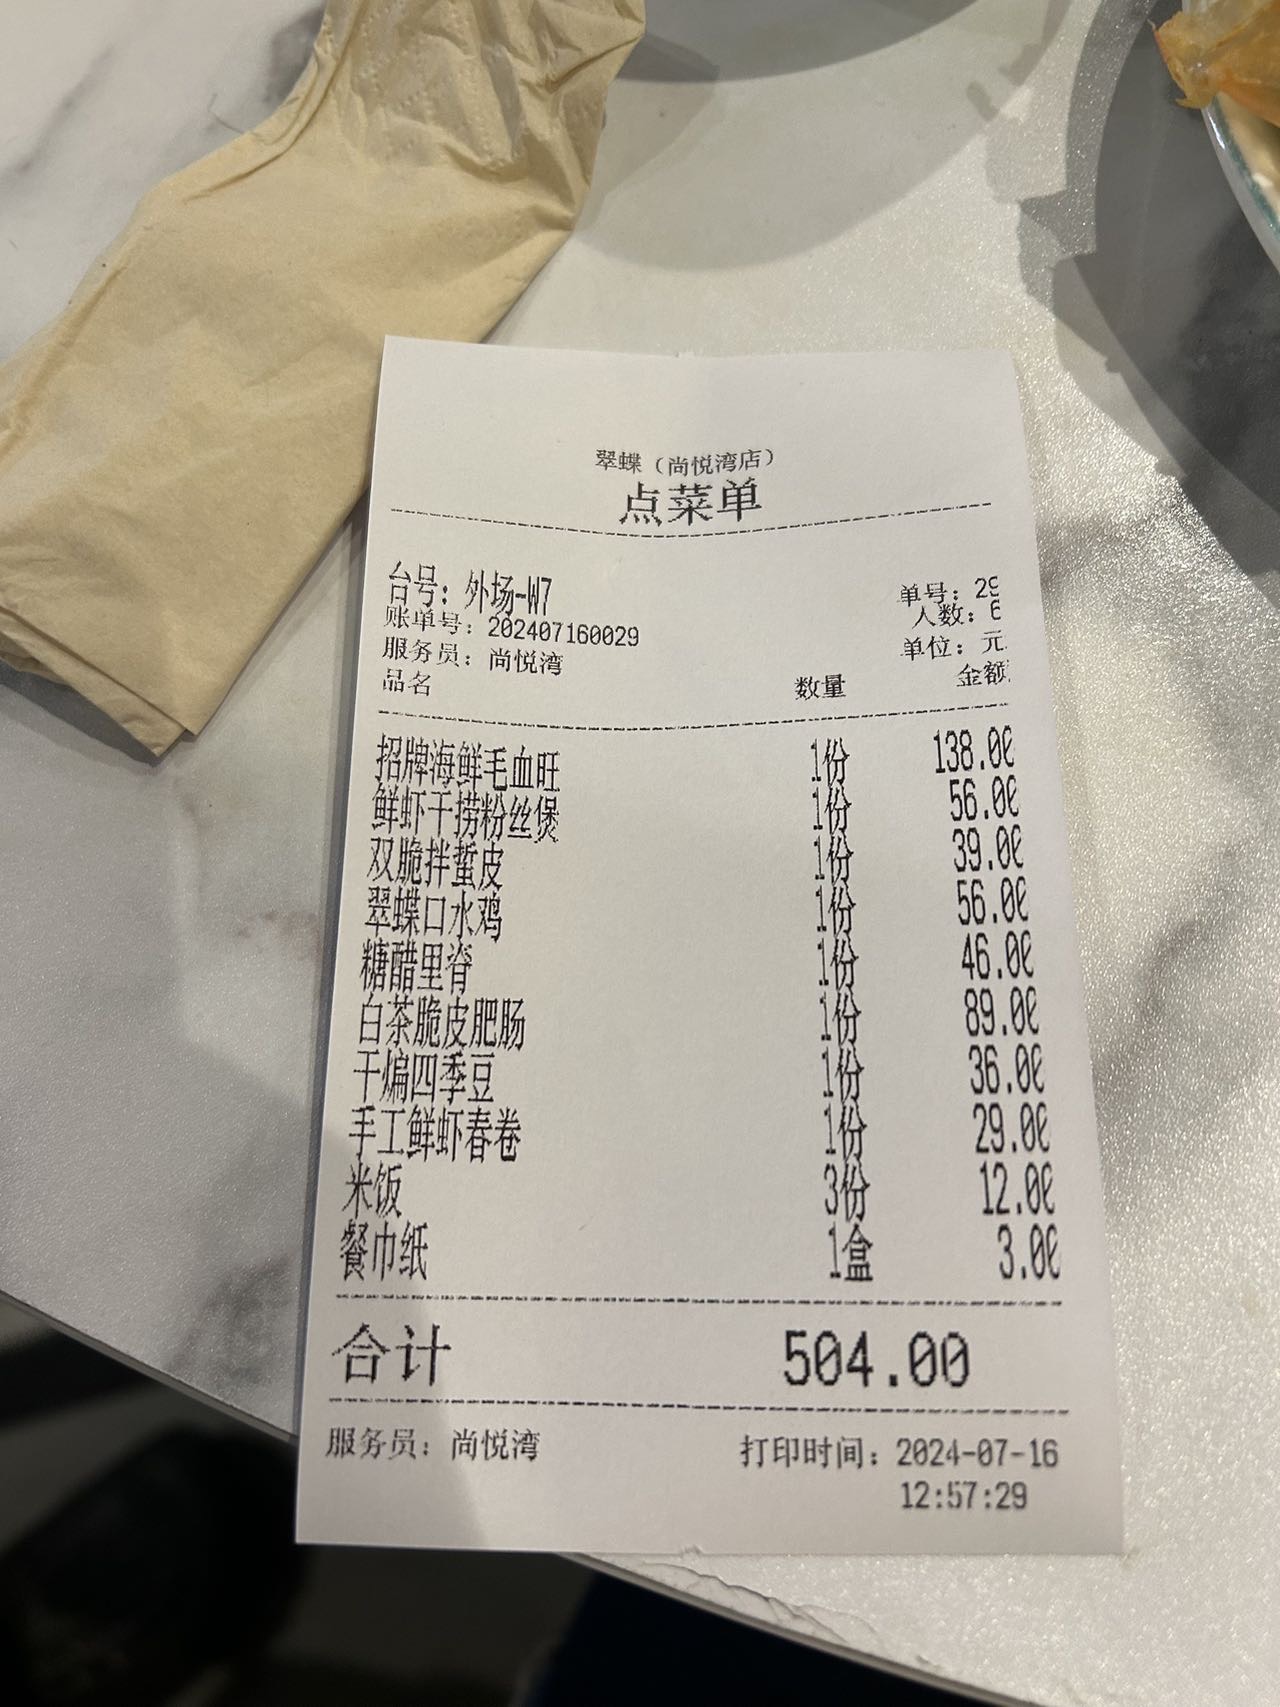 翠蝶（尚悦湾店）
点菜单
台号：外场-W7 单号：29
账单号：202407160029 人数：6
服务员：尚悦湾 单位：元
品名 数量 金额
招牌海鲜毛血旺 1份 138.00
鲜虾干捞粉丝煲 1份 56.00
双脆拌蜇皮 1份 39.00
翠蝶口水鸡 1份 56.00
糖醋里脊 1份 46.00
白茶脆皮肥肠 1份 89.00
干煸四季豆 1份 36.00
手工鲜虾春卷 1份 29.00
米饭 3份 12.00
餐巾纸 1盒 3.00
合计 504.00
服务员：尚悦湾 打印时间：2024-07-16
12:57:29